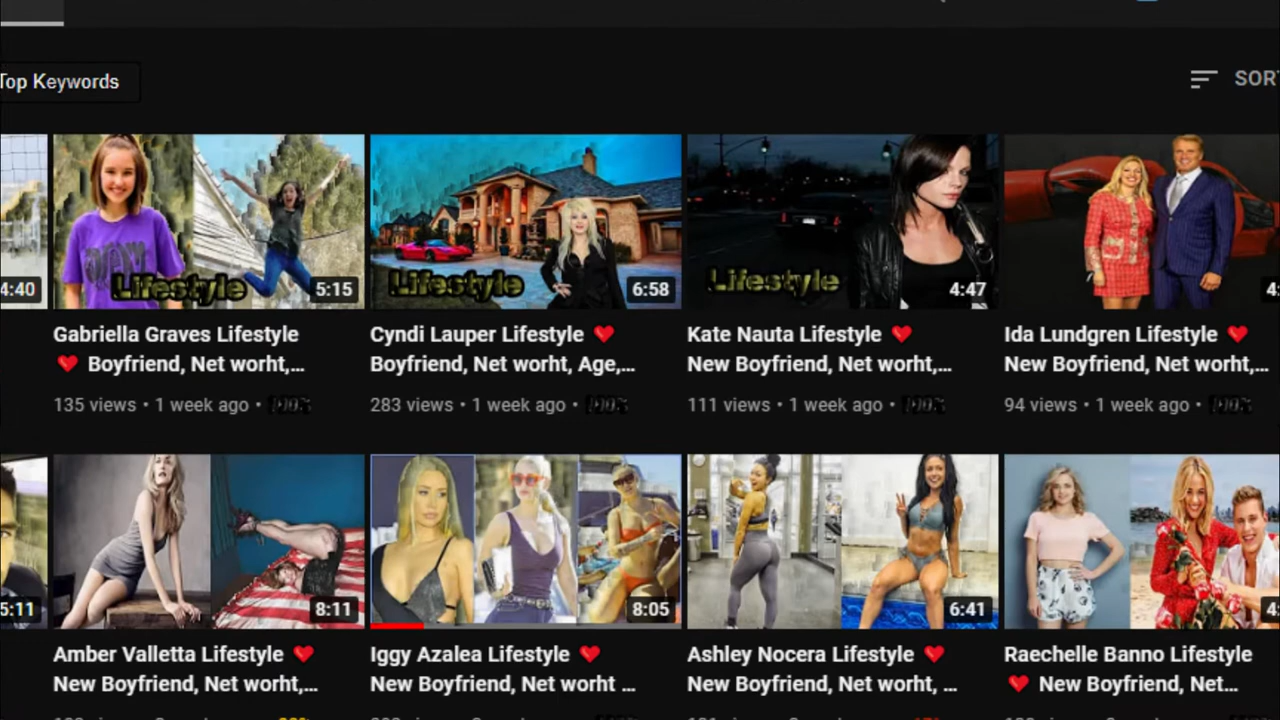 Top Keywords
SORT
4:40
Lifestyle
5:15
Lifestyle
6:58
Lifestyle
4:47
4:
Gabriella Graves Lifestyle
❤ Boyfriend, Net worht,...
135 views • 1 week ago •
Cyndi Lauper Lifestyle ❤
Boyfriend, Net worht, Age,...
283 views • 1 week ago •
Kate Nauta Lifestyle ❤
New Boyfriend, Net worht,...
111 views • 1 week ago •
Ida Lundgren Lifestyle ❤
New Boyfriend, Net worht,...
94 views • 1 week ago •
5:11
8:11
8:05
6:41
4:
Amber Valletta Lifestyle ❤
New Boyfriend, Net worht,...
Iggy Azalea Lifestyle ❤
New Boyfriend, Net worht ...
Ashley Nocera Lifestyle ❤
New Boyfriend, Net worht, ...
Raechelle Banno Lifestyle
❤ New Boyfriend, Net...